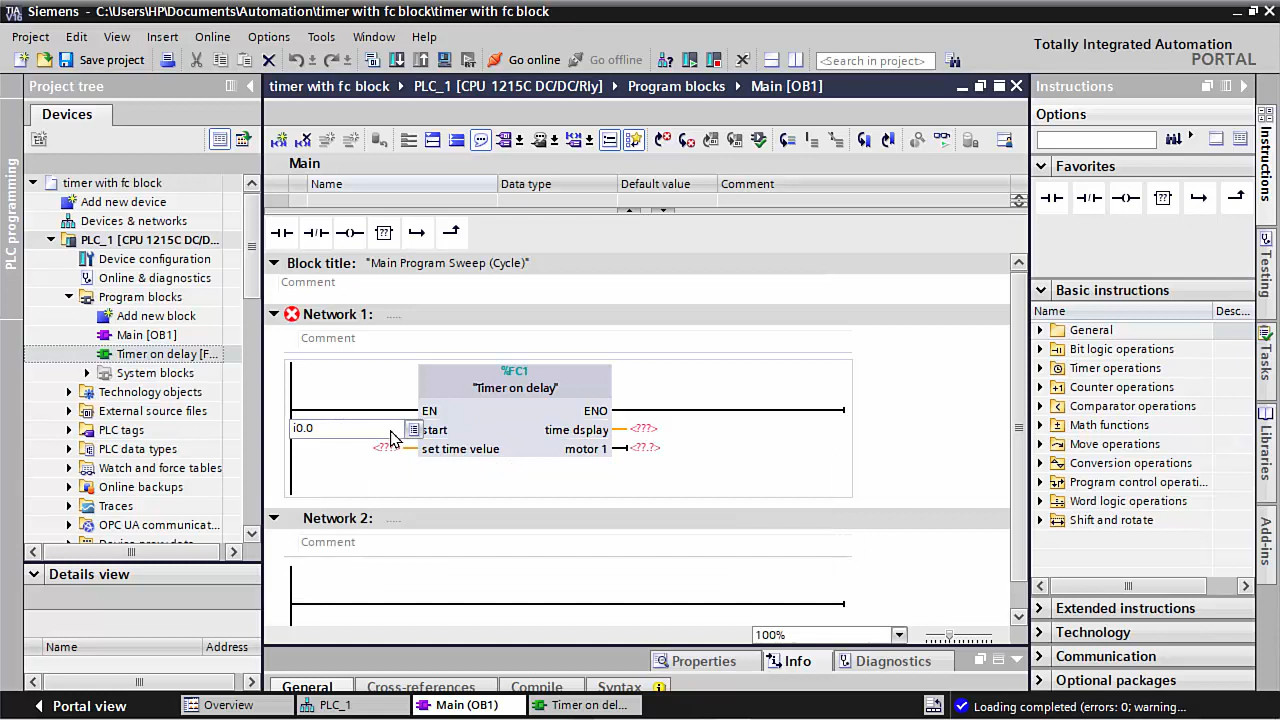 Siemens - C:\Users\HP\Documents\Automation\timer with fc block\timer with fc block
Project Edit View Insert Online Options Tools Window Help
Totally Integrated Automation
PORTAL
Save project
Go online
Go offline
<Search in project>
Project tree
timer with fc block
PLC_1 [CPU 1215C DC/DC/Rly]
Program blocks
Main [OB1]
Instructions
Devices
Options
PLC programming
Main
Name Data type Default value Comment
Favorites
timer with fc block
Add new device
Devices & networks
PLC_1 [CPU 1215C DC/D...
Device configuration
Online & diagnostics
Program blocks
Add new block
Main [OB1]
Timer on delay [F...
System blocks
Technology objects
External source files
PLC tags
PLC data types
Watch and force tables
Online backups
Traces
OPC UA communicat...
Block title: "Main Program Sweep (Cycle)"
Comment
Network 1: .....
Comment
%FC1
"Timer on delay"
EN ENO
i0.0 start time dsplay <???>
set time velue motor 1 <??.?>
Network 2: .....
Comment
100%
Basic instructions
Name Desc...
General
Bit logic operations
Timer operations
Counter operations
Comparator operations
Math functions
Move operations
Conversion operations
Program control operati...
Word logic operations
Shift and rotate
Extended instructions
Technology
Communication
Optional packages
Instructions
Testing
Tasks
Libraries
Add-ins
Details view
Name Address
Properties Info Diagnostics
General Cross-references Compile Syntax
Portal view Overview PLC_1 Main (OB1) Timer on del...
Loading completed (errors: 0; warning...